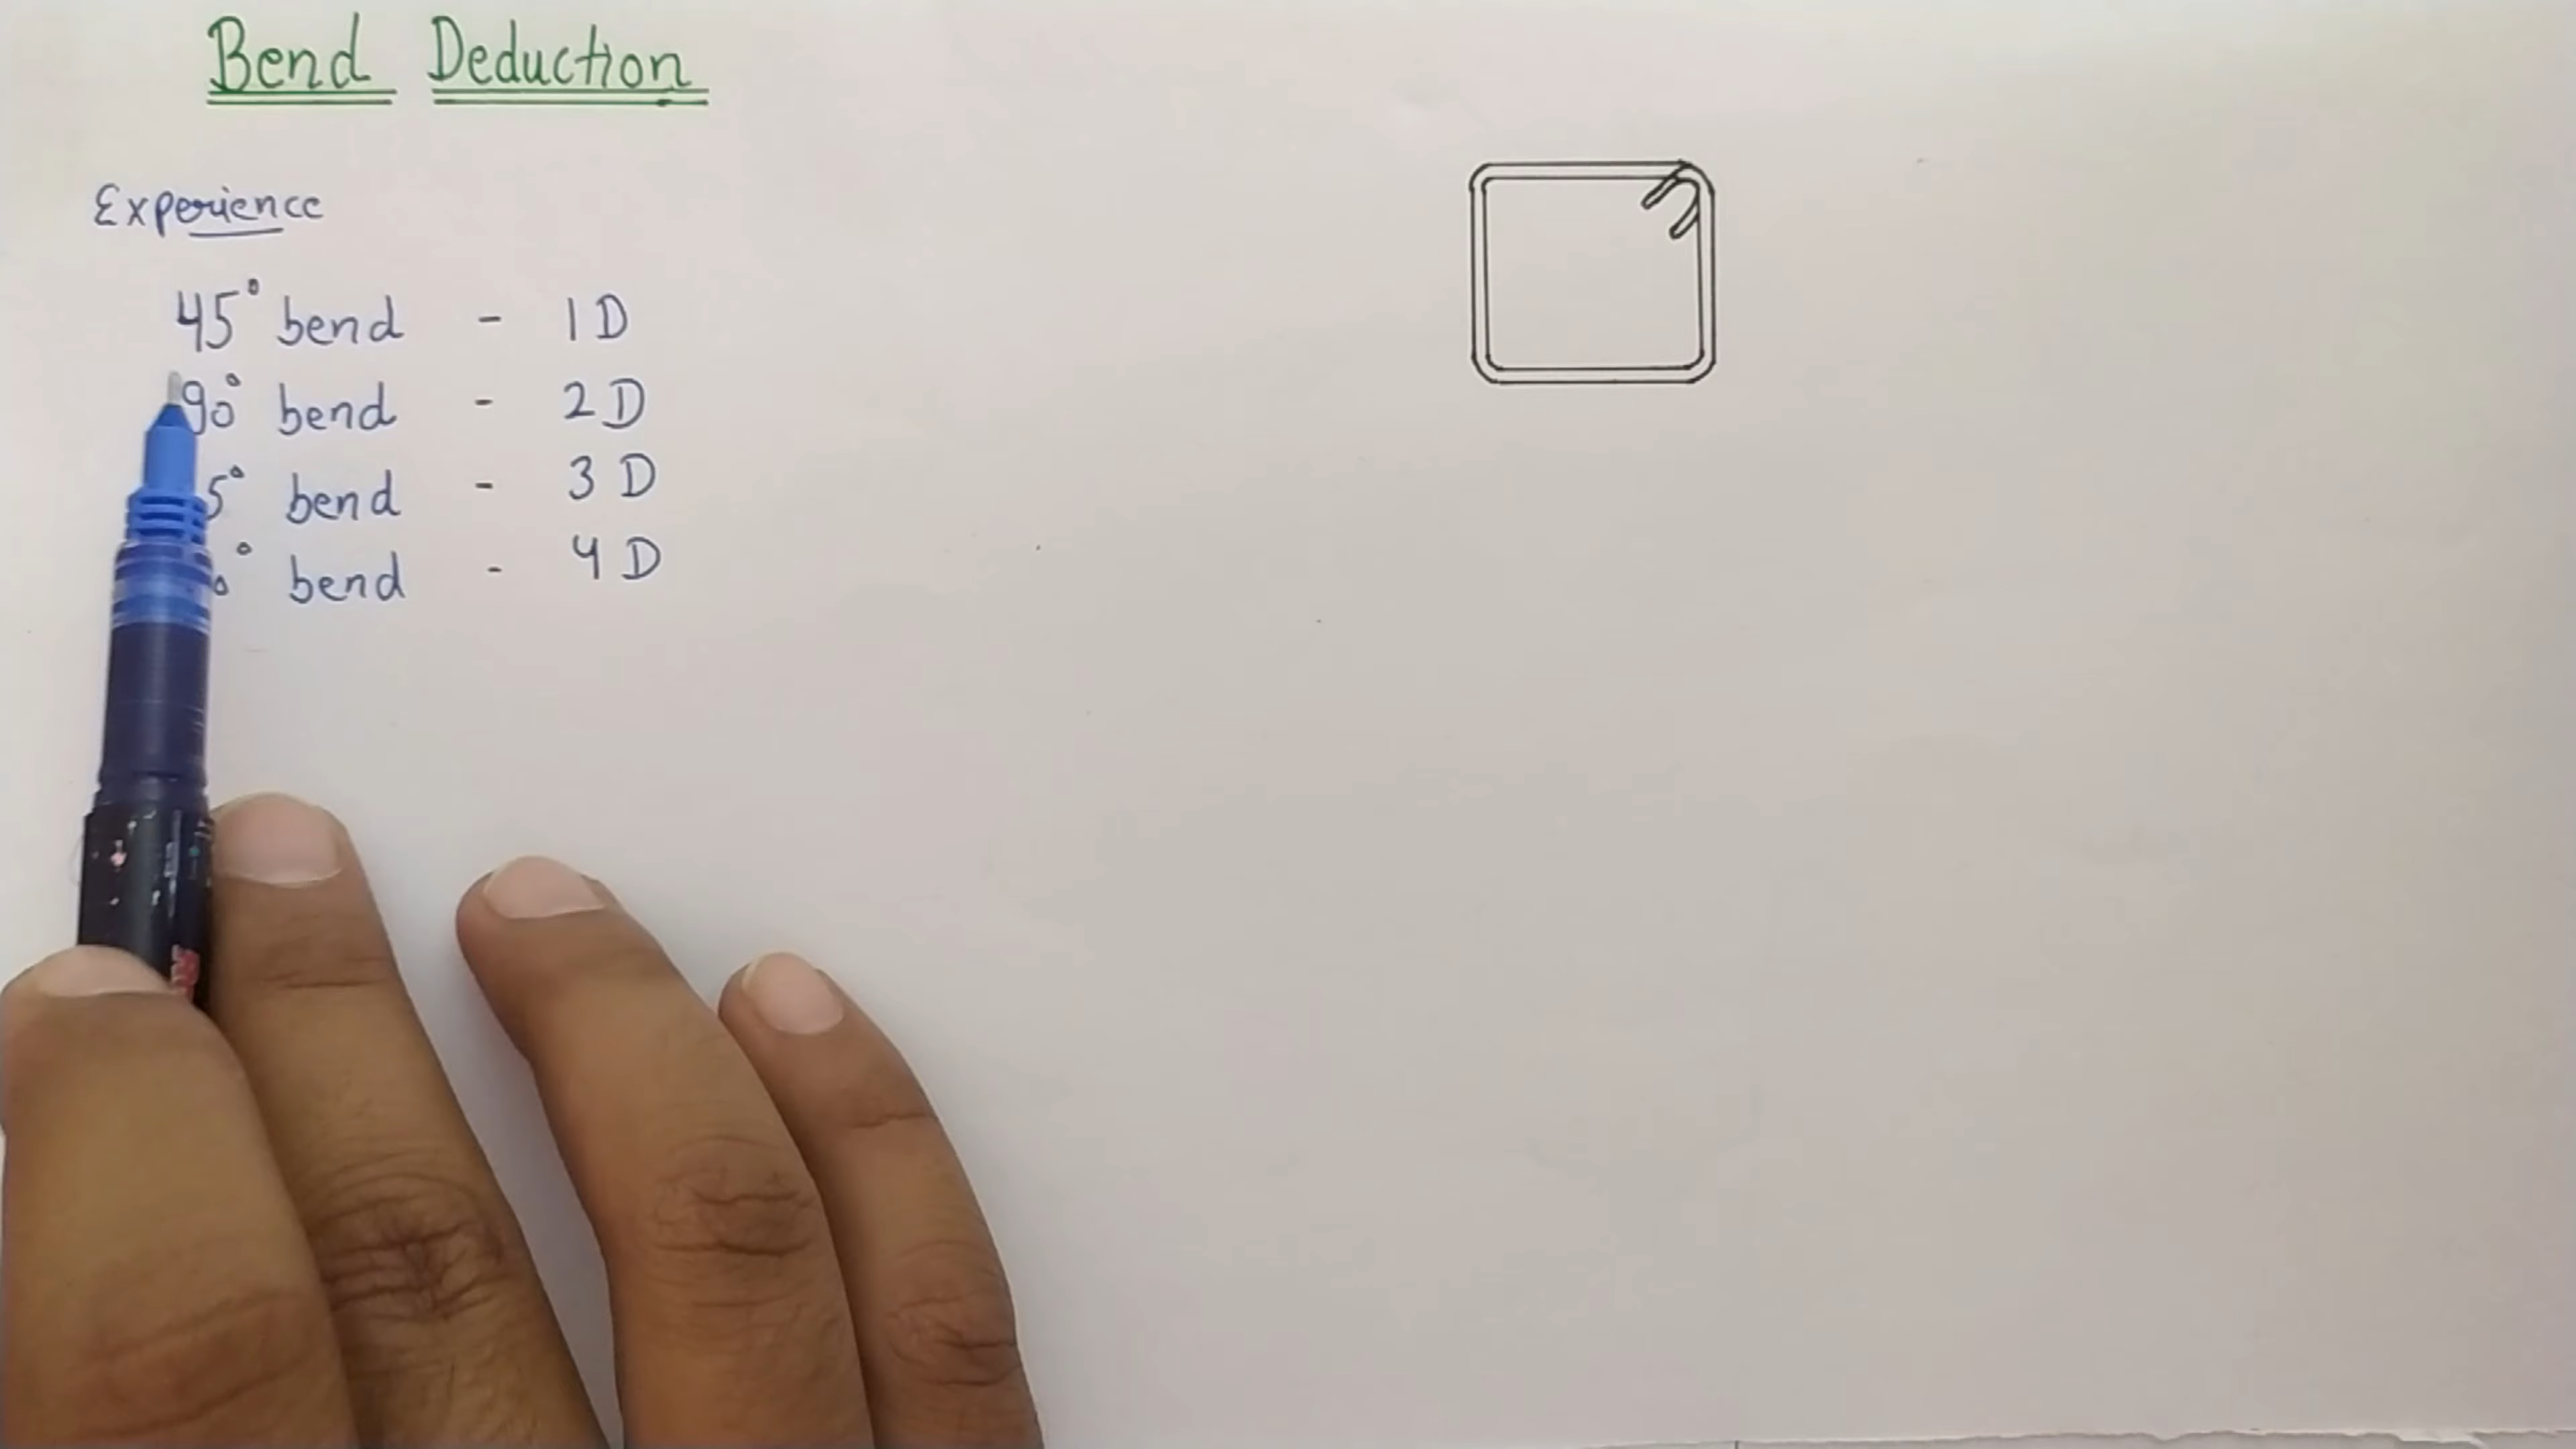 Bend Deduction
Experience
45° bend - 1D
90° bend - 2D
5° bend - 3D
° bend - 4D